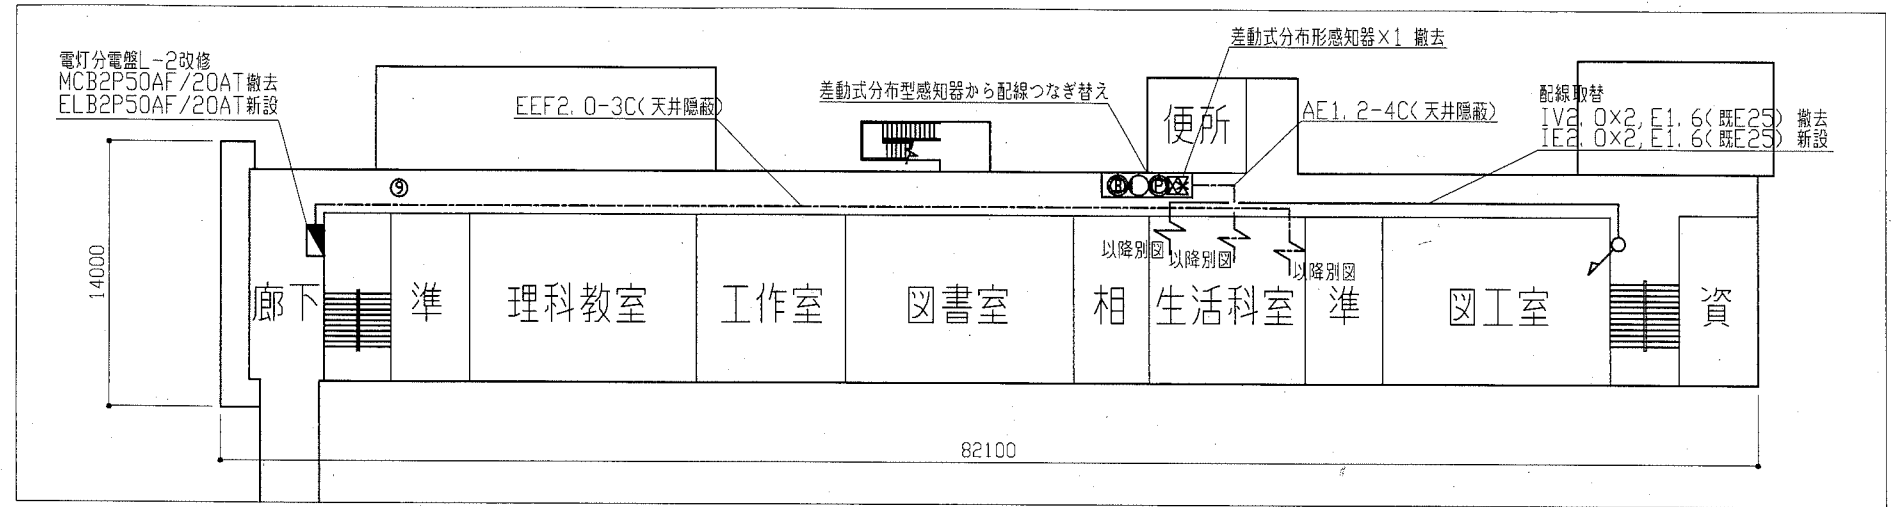 差動式分布形感知器×1 撤去
電灯分電盤L-2改修
MCB2P50AF/20AT撤去
ELB2P50AF/20AT新設
EEF2.0-3C(天井隠蔽)
差動式分布型感知器から配線つなぎ替え
便所
AE1.2-4C(天井隠蔽)
配線取替
IV2.0×2,E1.6(既E25) 撤去
IE2.0×2,E1.6(既E25) 新設
9
B
P
以降別図
以降別図
以降別図
14000
廊下
準
理科教室
工作室
図書室
相
生活科室
準
図工室
資
82100